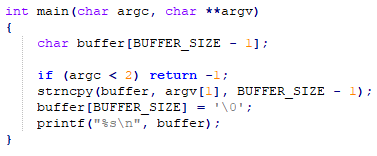 int main(char argc, char **argv)
{
    char buffer[BUFFER_SIZE - 1];

    if (argc < 2) return -1;
    strncpy(buffer, argv[1], BUFFER_SIZE - 1);
    buffer[BUFFER_SIZE] = '\0';
    printf("%s\n", buffer);
}